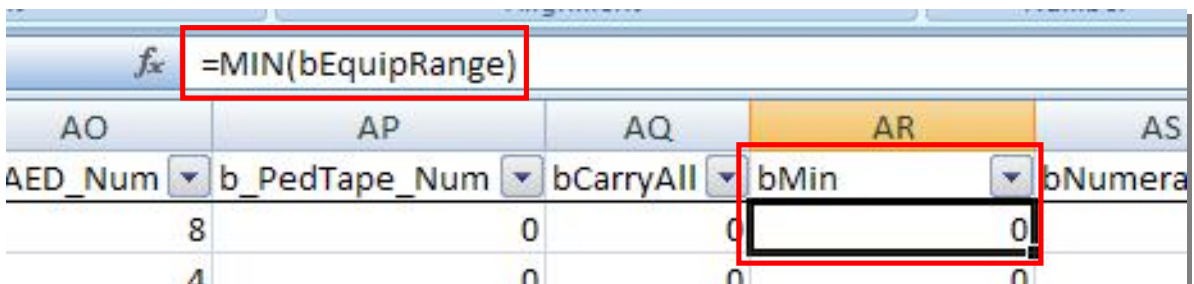 fx =MIN(bEquipRange)
AO AP AQ AR AS
AED_Num b_PedTape_Num bCarryAll bMin bNumera
8 0 0 0
4 0 0 0